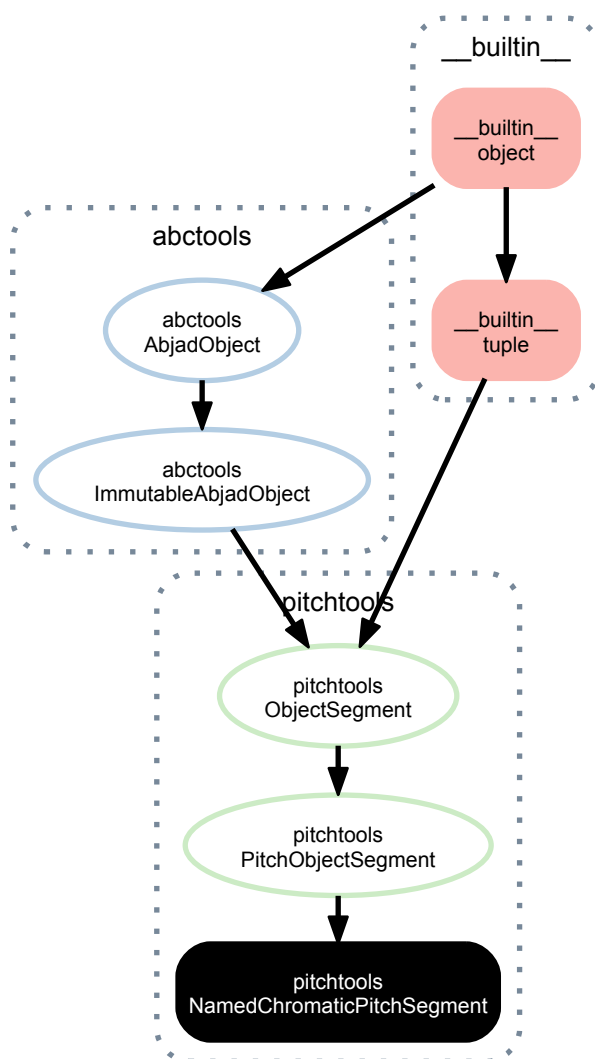 __builtin__
__builtin__
object
abctools
abctools
AbjadObject
__builtin__
tuple
abctools
ImmutableAbjadObject
pitchtools
pitchtools
ObjectSegment
pitchtools
PitchObjectSegment
pitchtools
NamedChromaticPitchSegment